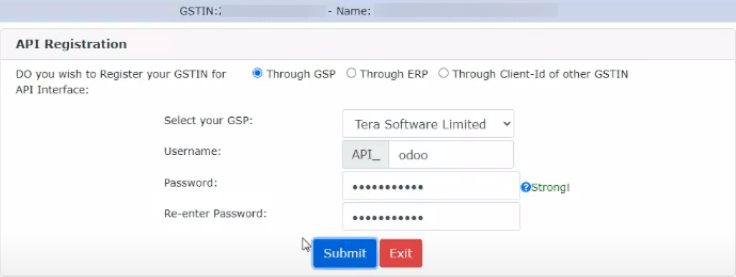 GSTIN: - Name:
API Registration
DO you wish to Register your GSTIN for API Interface: Through GSP Through ERP Through Client-Id of other GSTIN
Select your GSP: Tera Software Limited
Username: API_ odoo
Password: ••••••••••• Strong!
Re-enter Password: •••••••••••
Submit Exit